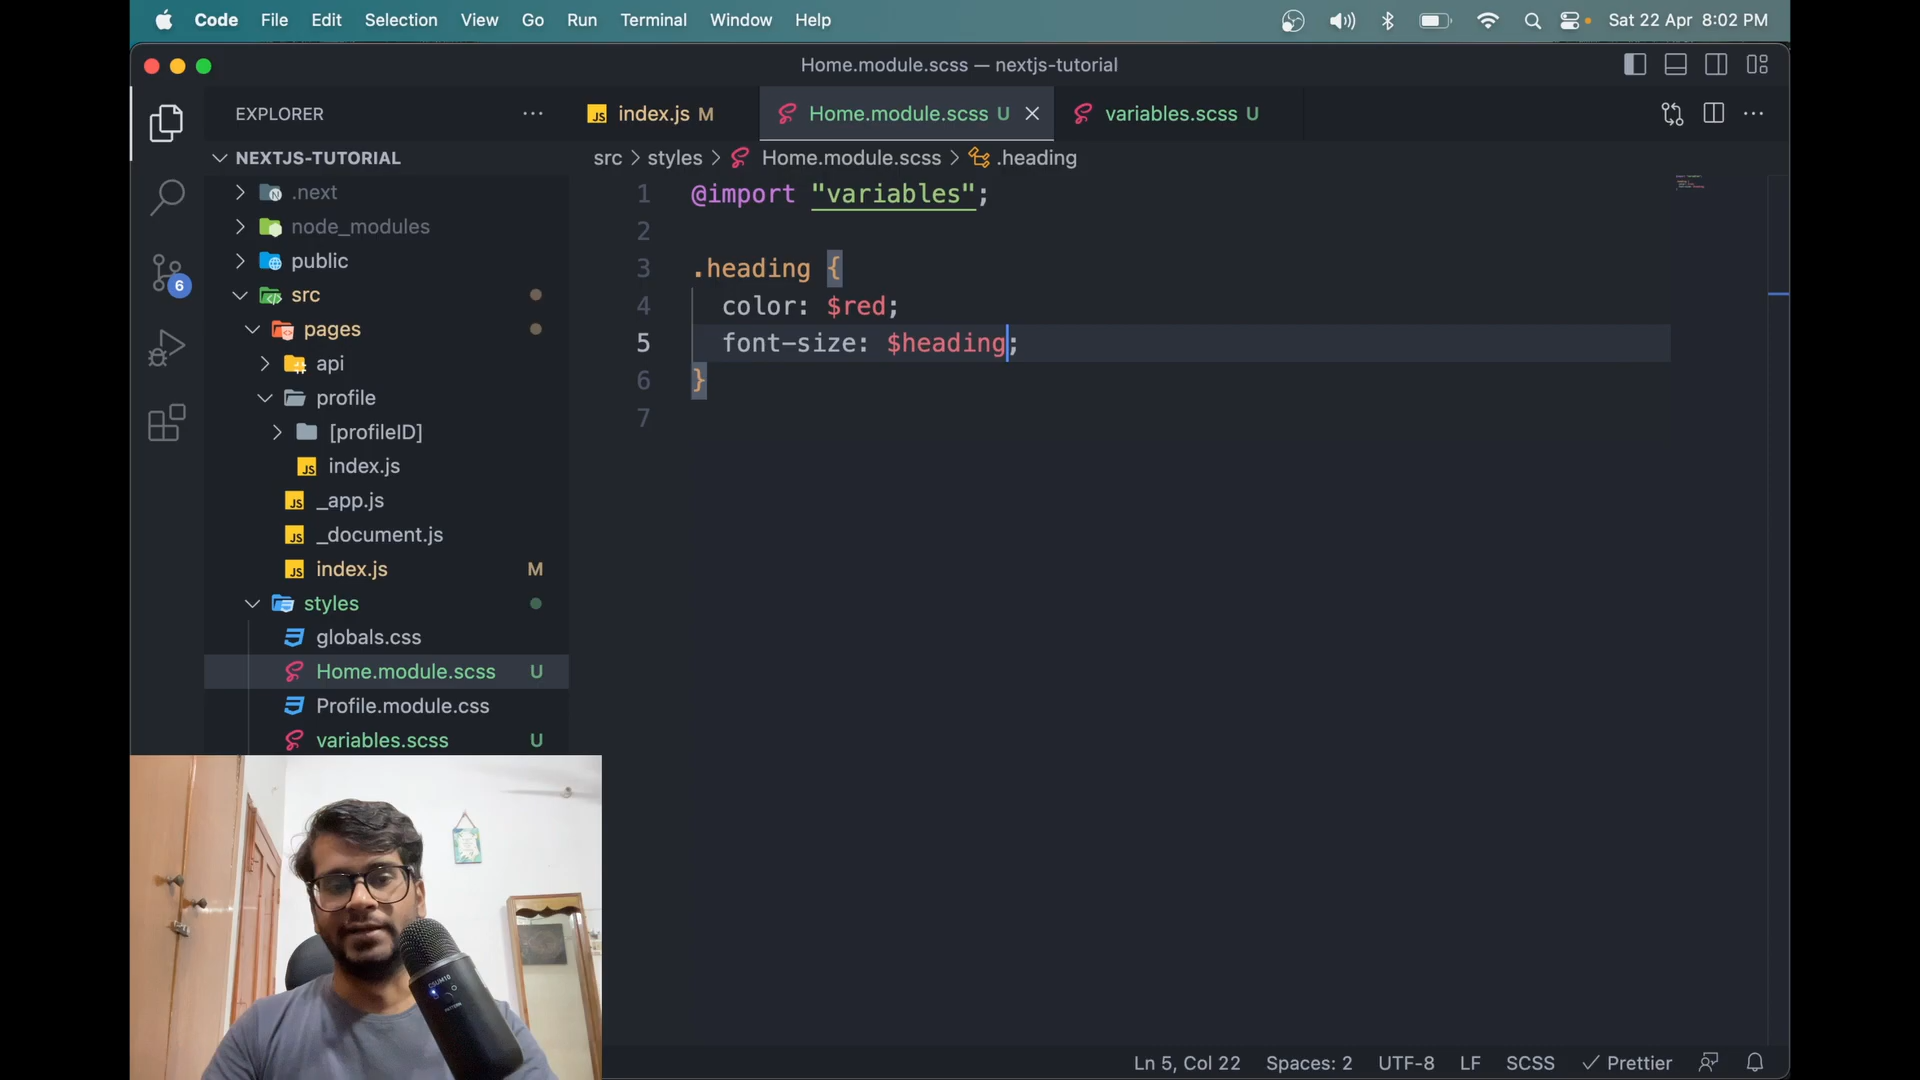 Code File Edit Selection View Go Run Terminal Window Help Sat 22 Apr 8:02 PM
Home.module.scss — nextjs-tutorial
EXPLORER
index.js M
Home.module.scss U
variables.scss U
NEXTJS-TUTORIAL
src > styles > Home.module.scss > .heading
.next
node_modules
public
src
pages
api
profile
[profileID]
index.js
_app.js
_document.js
index.js M
styles
globals.css
Home.module.scss U
Profile.module.css
variables.scss U
6
1 @import "variables";
2
3 .heading {
4 color: $red;
5 font-size: $heading;
6 }
7
Ln 5, Col 22 Spaces: 2 UTF-8 LF SCSS Prettier